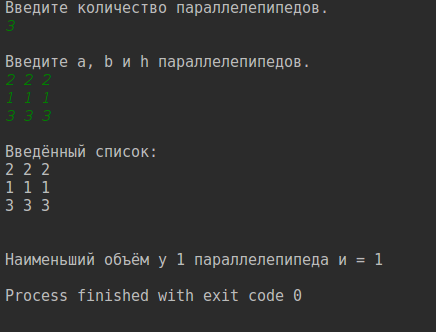 Введите количество параллелепипедов.
3
Введите a, b и h параллелепипедов.
2 2 2
1 1 1
3 3 3
Введённый список:
2 2 2
1 1 1
3 3 3
Наименьший объём у 1 параллелепипеда и = 1
Process finished with exit code 0